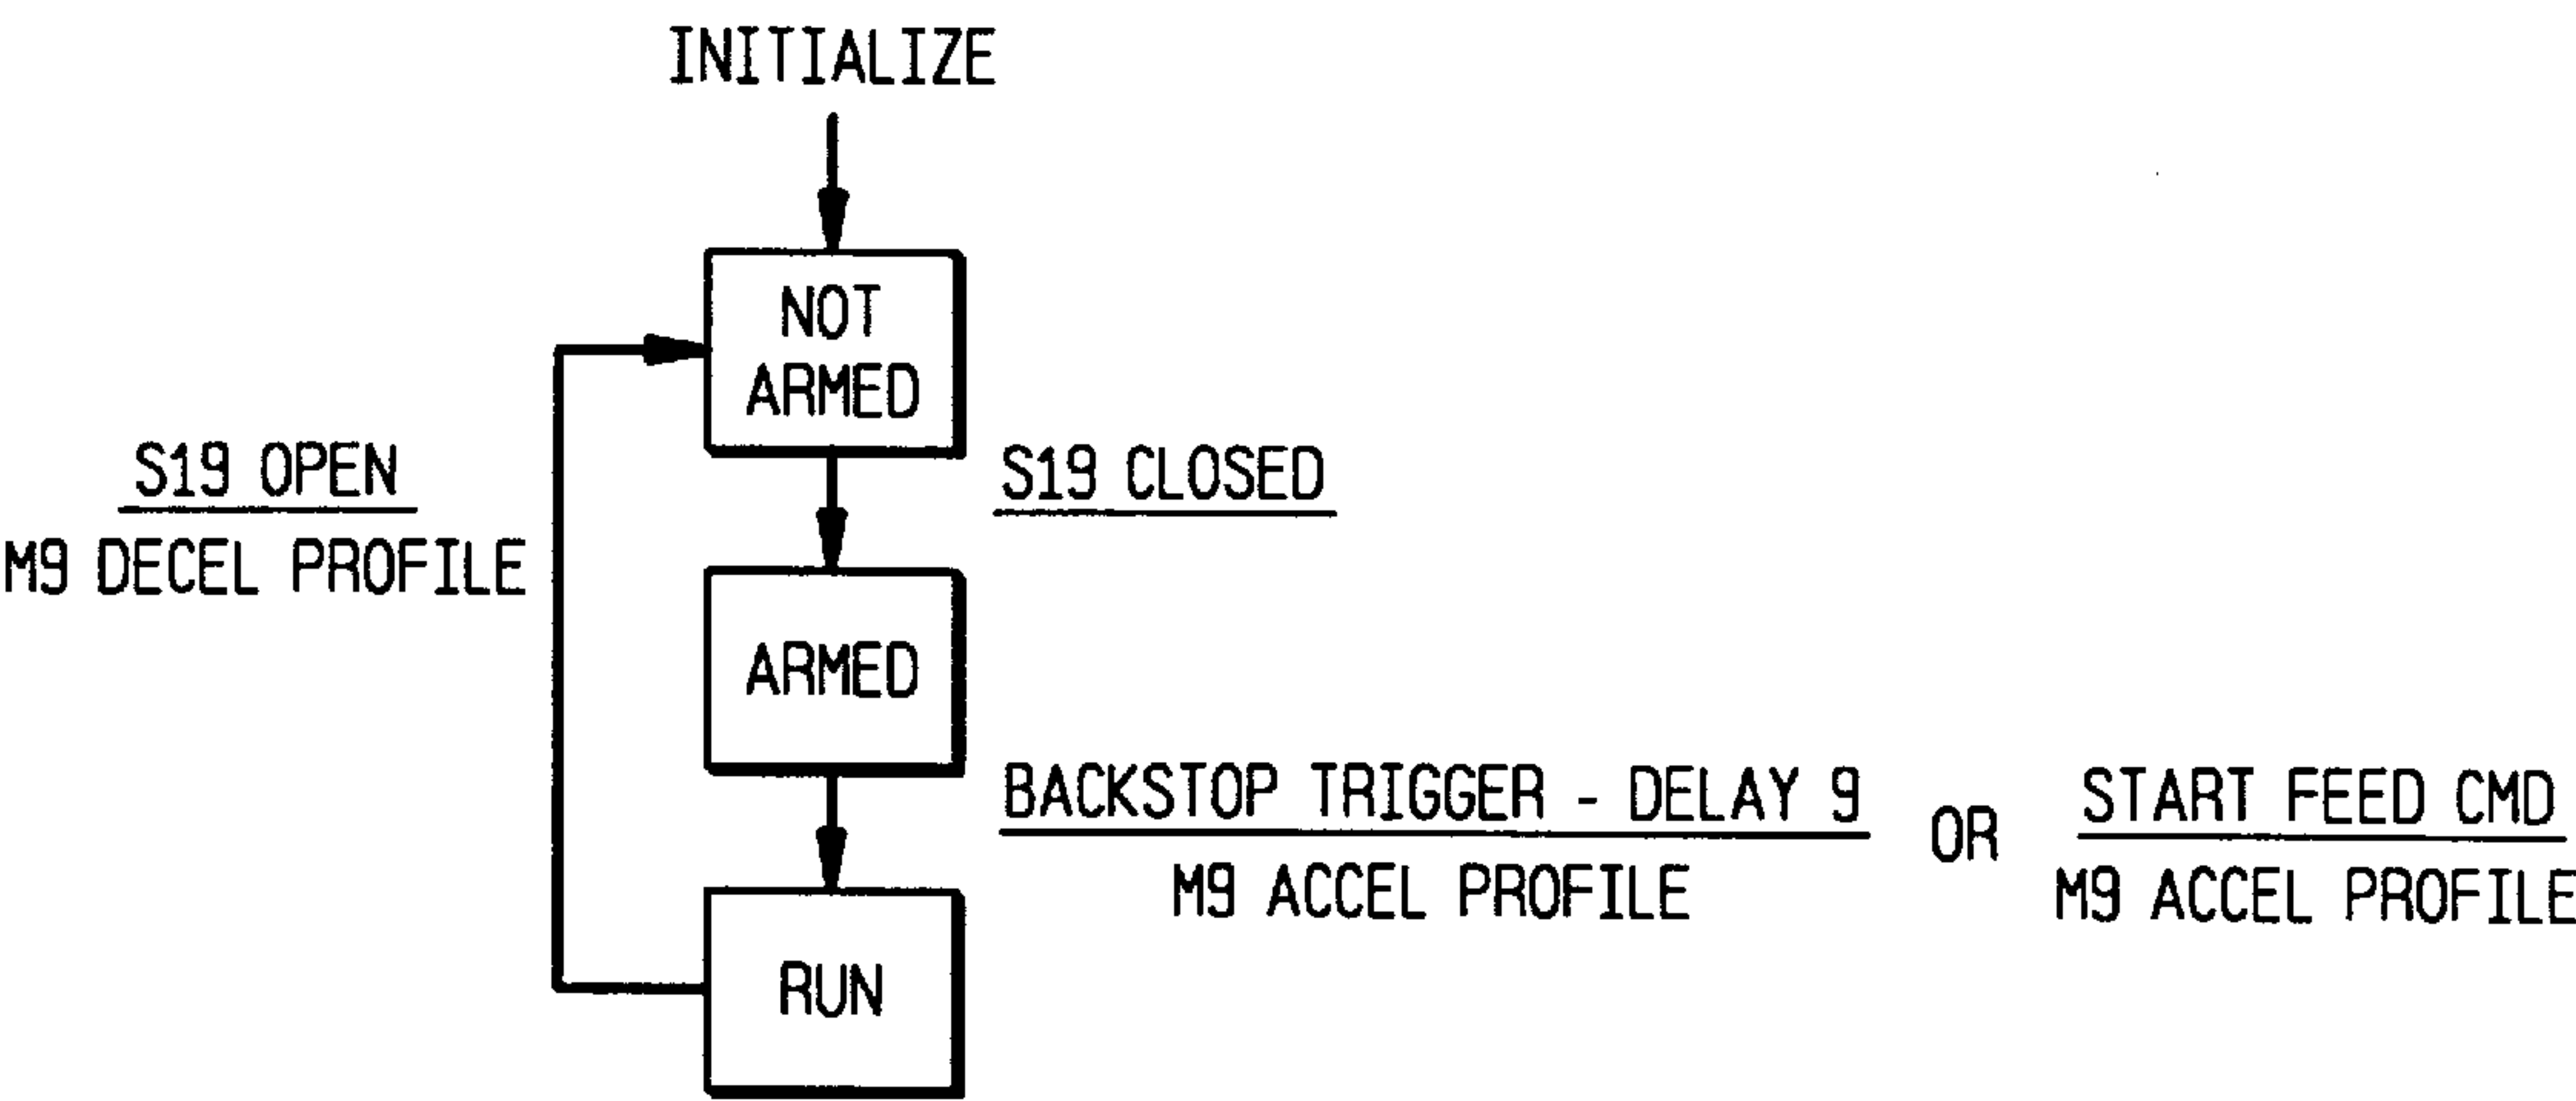 INITIALIZE
NOT
ARMED
S19 OPEN
M9 DECEL PROFILE
S19 CLOSED
ARMED
BACKSTOP TRIGGER - DELAY 9
M9 ACCEL PROFILE
OR
START FEED CMD
M9 ACCEL PROFILE
RUN